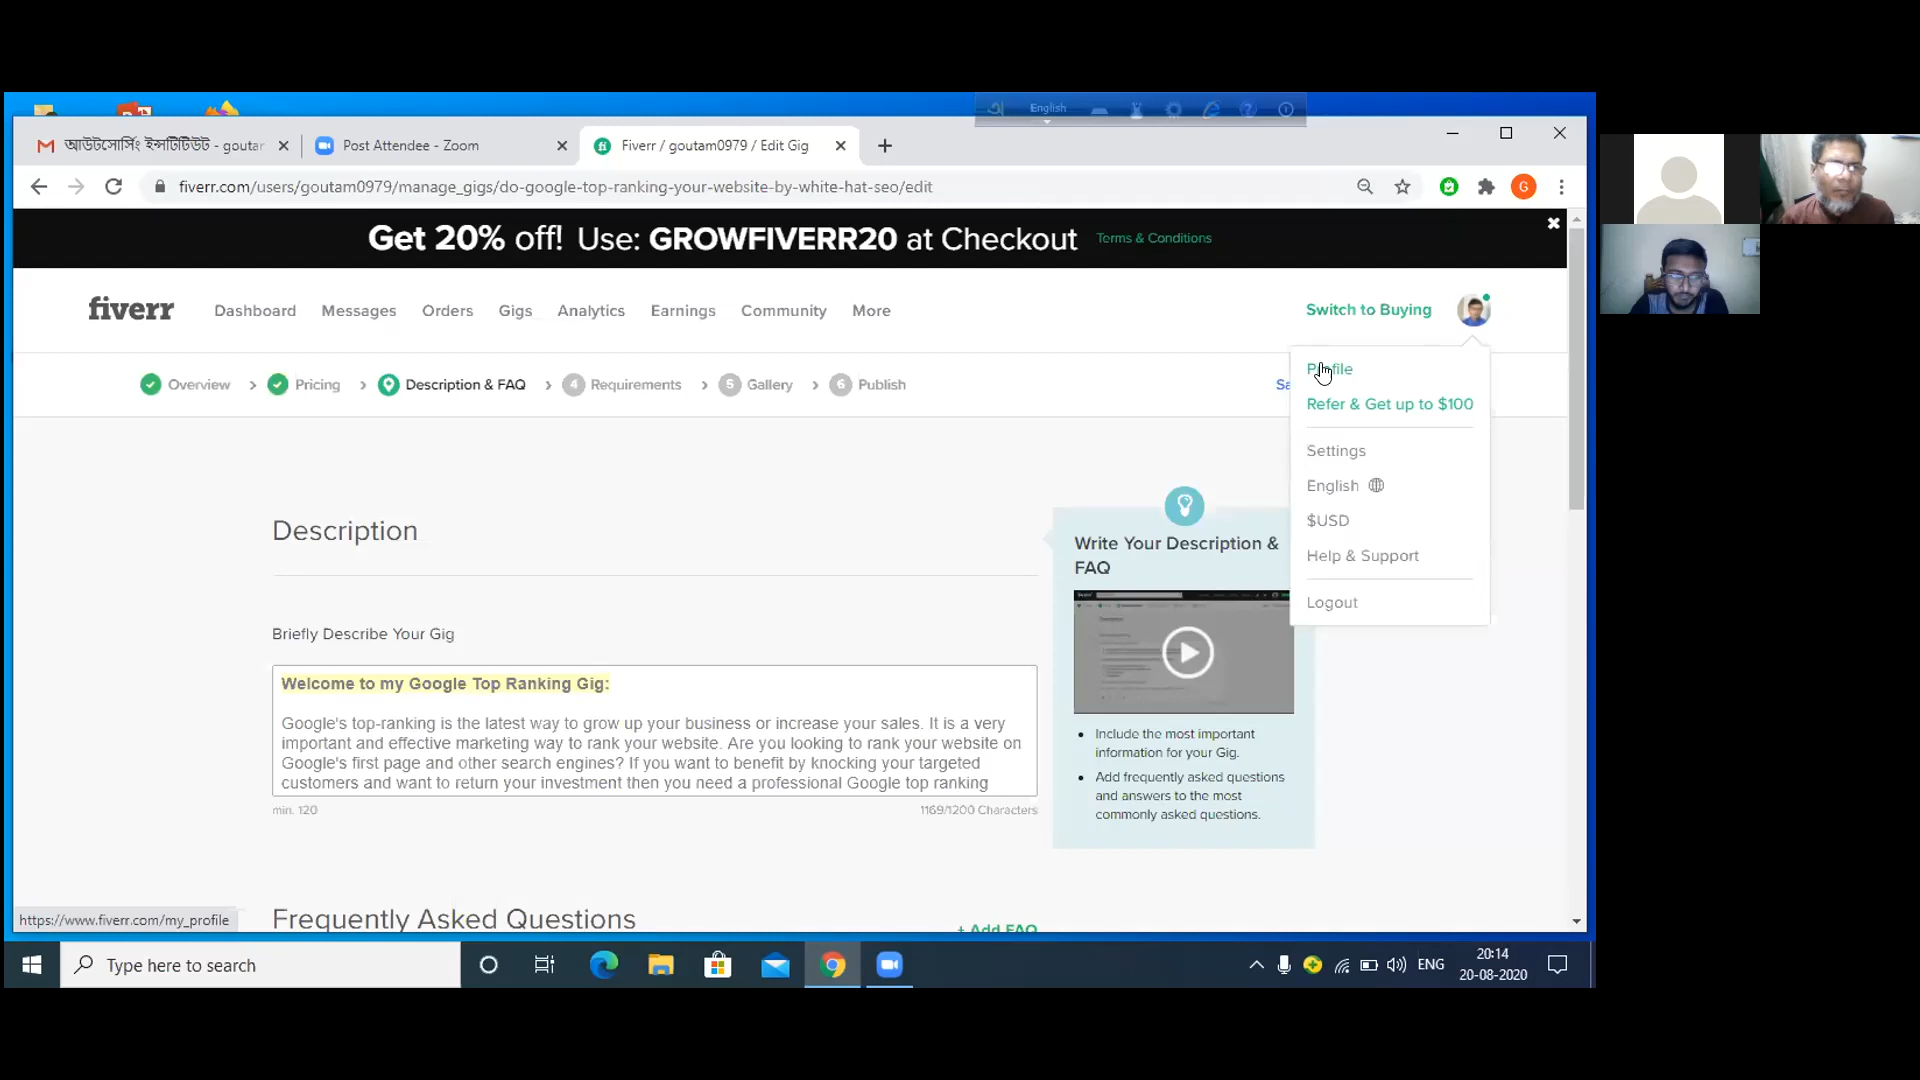 English
আউটসোর্সিং ইন্সটিটিউট - goutar
Post Attendee - Zoom
Fiverr / goutam0979 / Edit Gig
fiverr.com/users/goutam0979/manage_gigs/do-google-top-ranking-your-website-by-white-hat-seo/edit
G
Get 20% off! Use: GROWFIVERR20 at Checkout Terms & Conditions
fiverr Dashboard Messages Orders Gigs Analytics Earnings Community More Switch to Buying
Overview Pricing Description & FAQ 4 Requirements 5 Gallery 6 Publish Sa
Profile
Refer & Get up to $100
Settings
English
$USD
Help & Support
Logout
Description
Write Your Description &
FAQ
Briefly Describe Your Gig
Welcome to my Google Top Ranking Gig:
Google's top-ranking is the latest way to grow up your business or increase your sales. It is a very
important and effective marketing way to rank your website. Are you looking to rank your website on
Google's first page and other search engines? If you want to benefit by knocking your targeted
customers and want to return your investment then you need a professional Google top ranking
min. 120
1169/1200 Characters
Include the most important
information for your Gig.
Add frequently asked questions
and answers to the most
commonly asked questions.
Frequently Asked Questions
+ Add FAQ
https://www.fiverr.com/my_profile
Type here to search
ENG
20:14
20-08-2020